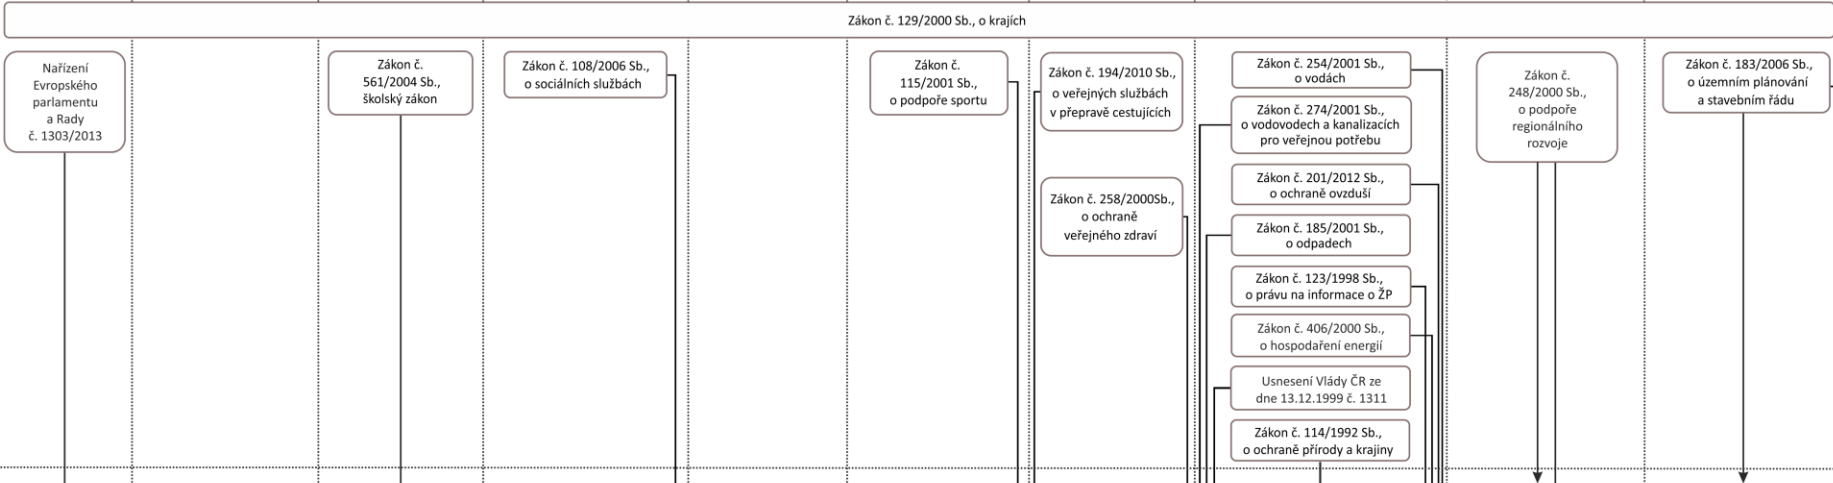 Zákon č. 129/2000 Sb., o krajích
Nařízení
Evropského
parlamentu
a Rady
č. 1303/2013
Zákon č.
561/2004 Sb.,
školský zákon
Zákon č. 108/2006 Sb.,
o sociálních službách
Zákon č.
115/2001 Sb.,
o podpoře sportu
Zákon č. 194/2010 Sb.,
o veřejných službách
v přepravě cestujících
Zákon č. 258/2000Sb.,
o ochraně
veřejného zdraví
Zákon č. 254/2001 Sb.,
o vodách
Zákon č. 274/2001 Sb.,
o vodovodech a kanalizacích
pro veřejnou potřebu
Zákon č. 201/2012 Sb.,
o ochraně ovzduší
Zákon č. 185/2001 Sb.,
o odpadech
Zákon č. 123/1998 Sb.,
o právu na informace o ŽP
Zákon č. 406/2000 Sb.,
o hospodaření energií
Usnesení Vlády ČR ze
dne 13.12.1999 č. 1311
Zákon č. 114/1992 Sb.,
o ochraně přírody a krajiny
Zákon č.
248/2000 Sb.,
o podpoře
regionálního
rozvoje
Zákon č. 183/2006 Sb.,
o územním plánování
a stavebním řádu